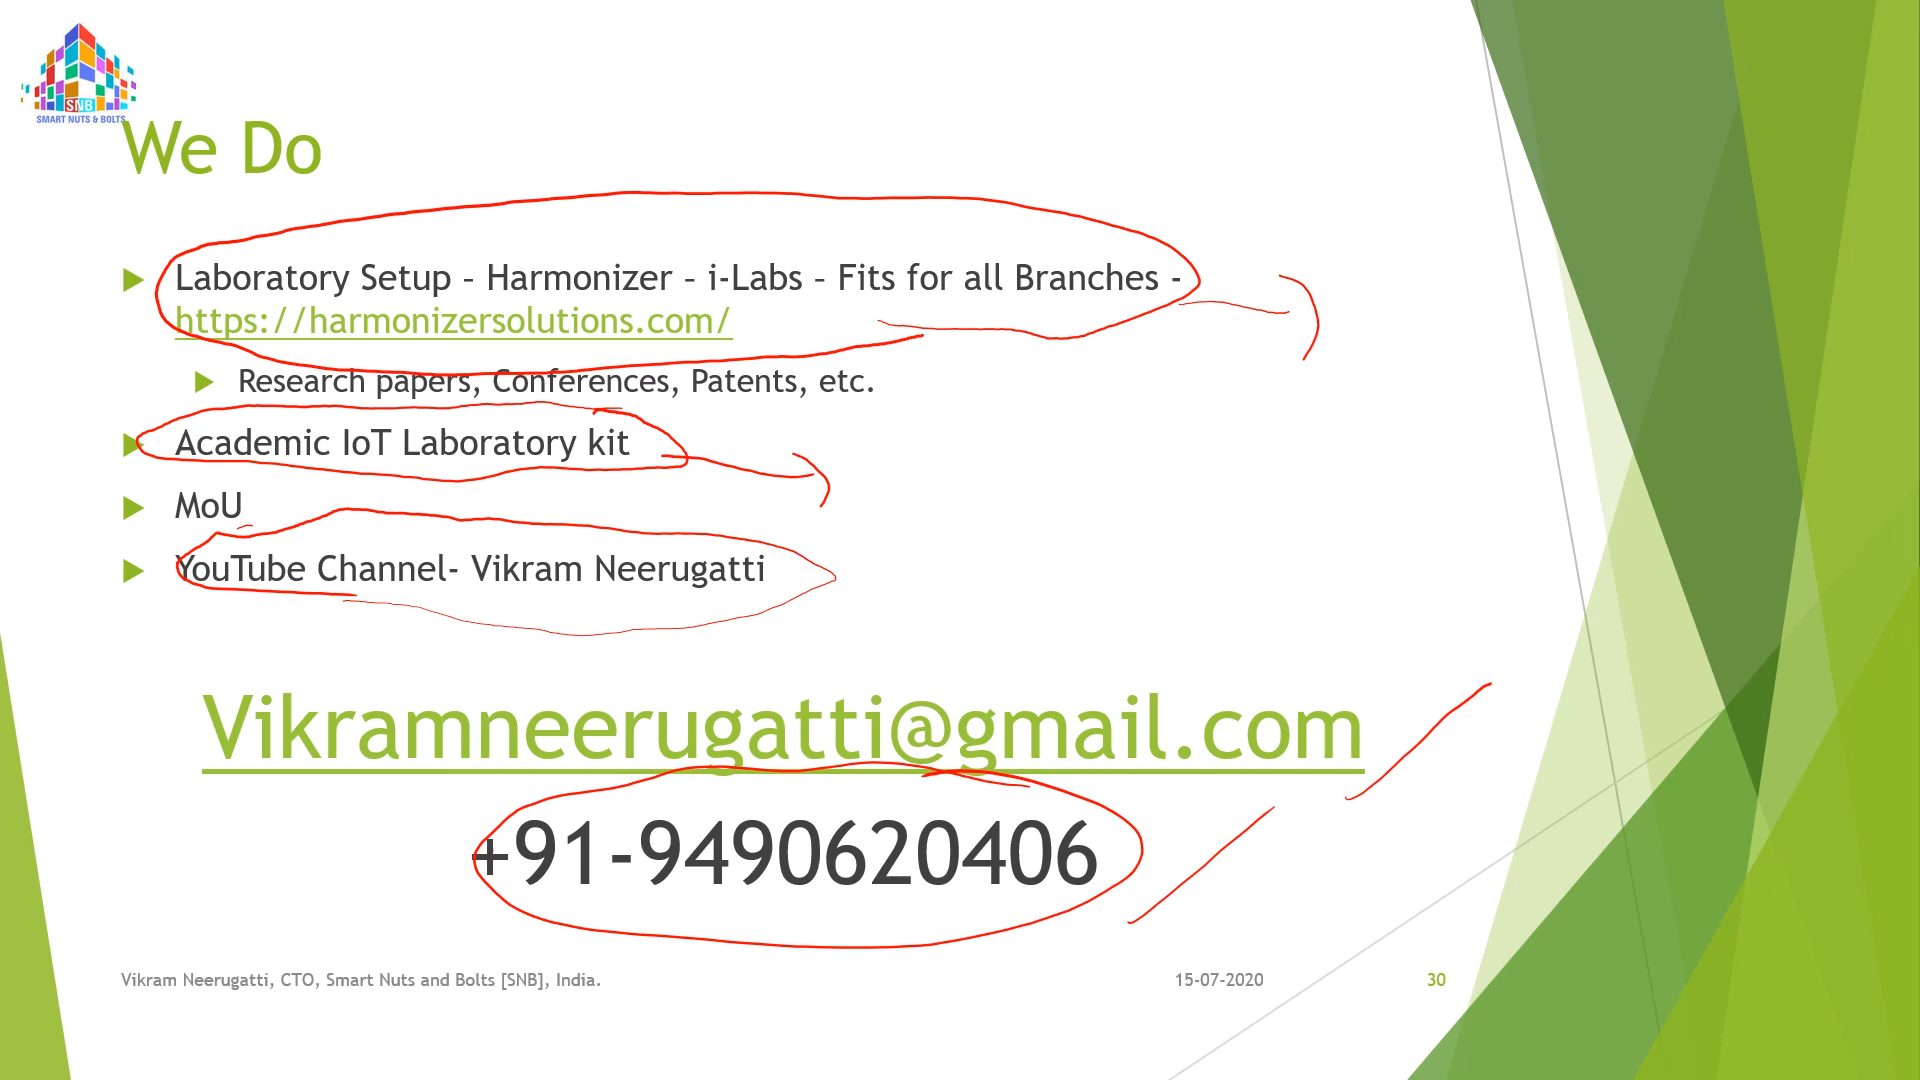 SNB
SMART NUTS & BOLTS
We Do
Laboratory Setup – Harmonizer – i-Labs – Fits for all Branches -
https://harmonizersolutions.com/
Research papers, Conferences, Patents, etc.
Academic IoT Laboratory kit
MoU
YouTube Channel- Vikram Neerugatti
Vikramneerugatti@gmail.com
+91-9490620406
Vikram Neerugatti, CTO, Smart Nuts and Bolts [SNB], India.
15-07-2020
30